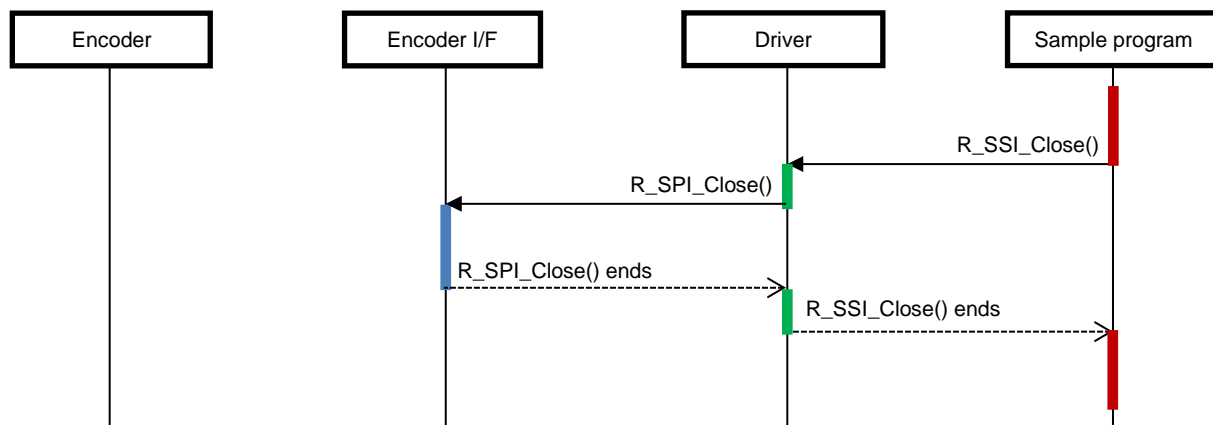 Encoder
Encoder I/F
Driver
Sample program
R_SSI_Close()
R_SPI_Close()
R_SPI_Close() ends
R_SSI_Close() ends